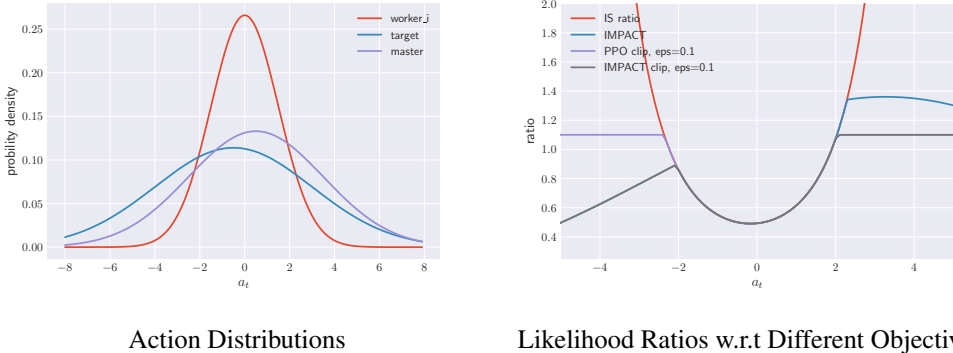 worker_i
target
master
0.25
0.20
0.15
0.10
0.05
0.00
probility density
−8 −6 −4 −2 0 2 4 6 8
a_t
Action Distributions
IS ratio
IMPACT
PPO clip, eps=0.1
IMPACT clip, eps=0.1
2.0
1.8
1.6
1.4
1.2
1.0
0.8
0.6
0.4
ratio
−4 −2 0 2 4
a_t
Likelihood Ratios w.r.t Different Objectiv